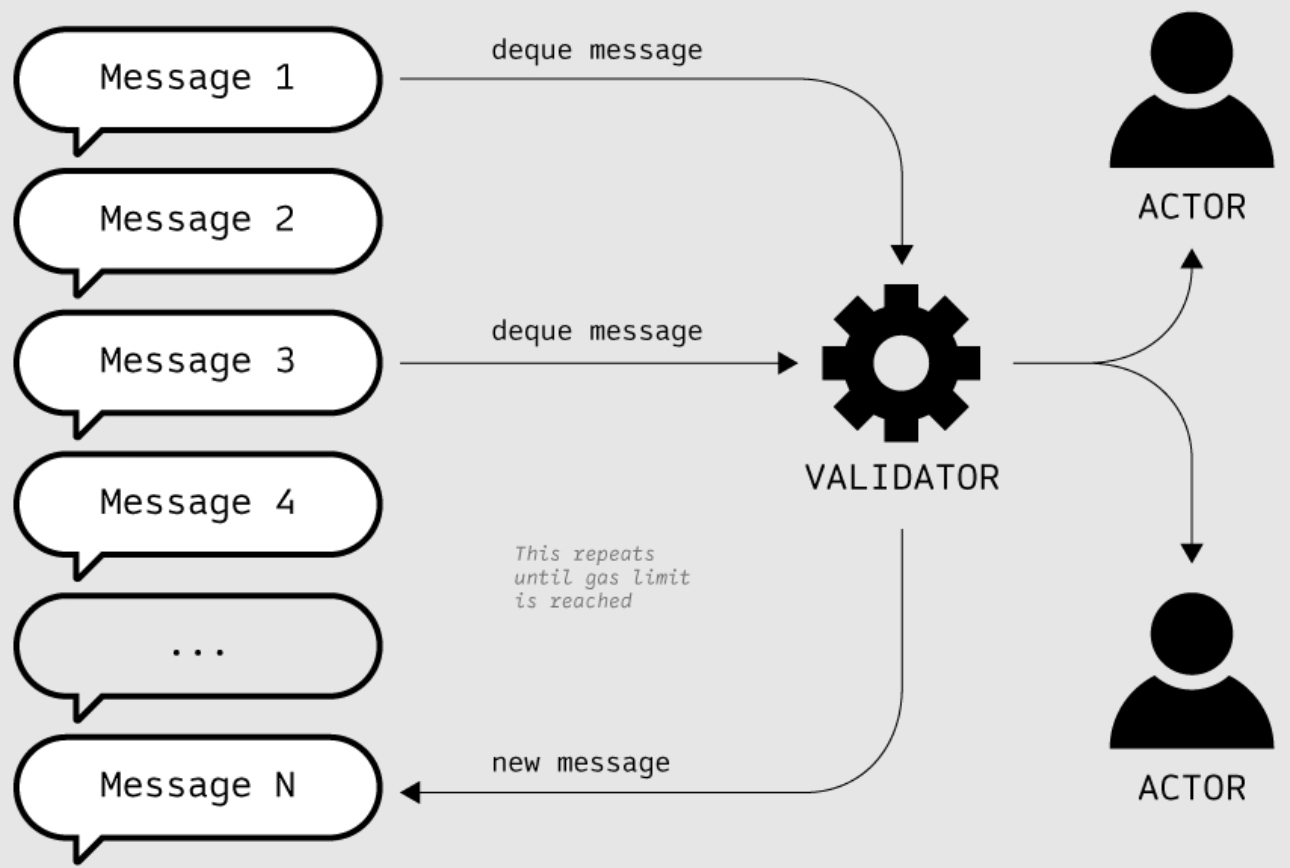 Message 1
deque message
ACTOR
Message 2
Message 3
deque message
VALIDATOR
Message 4
This repeats
until gas limit
is reached
...
Message N
new message
ACTOR